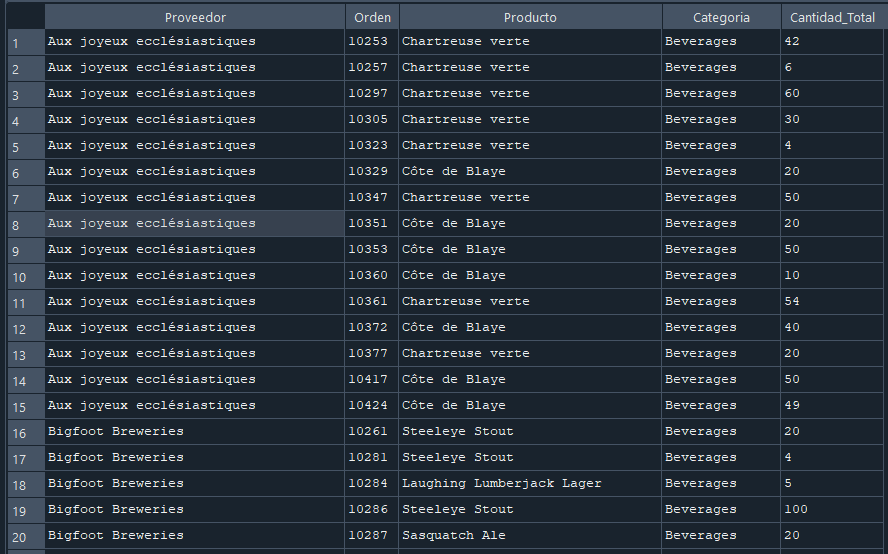 Proveedor Orden Producto Categoria Cantidad_Total
1 Aux joyeux ecclésiastiques 10253 Chartreuse verte Beverages 42
2 Aux joyeux ecclésiastiques 10257 Chartreuse verte Beverages 6
3 Aux joyeux ecclésiastiques 10297 Chartreuse verte Beverages 60
4 Aux joyeux ecclésiastiques 10305 Chartreuse verte Beverages 30
5 Aux joyeux ecclésiastiques 10323 Chartreuse verte Beverages 4
6 Aux joyeux ecclésiastiques 10329 Côte de Blaye Beverages 20
7 Aux joyeux ecclésiastiques 10347 Chartreuse verte Beverages 50
8 Aux joyeux ecclésiastiques 10351 Côte de Blaye Beverages 20
9 Aux joyeux ecclésiastiques 10353 Côte de Blaye Beverages 50
10 Aux joyeux ecclésiastiques 10360 Côte de Blaye Beverages 10
11 Aux joyeux ecclésiastiques 10361 Chartreuse verte Beverages 54
12 Aux joyeux ecclésiastiques 10372 Côte de Blaye Beverages 40
13 Aux joyeux ecclésiastiques 10377 Chartreuse verte Beverages 20
14 Aux joyeux ecclésiastiques 10417 Côte de Blaye Beverages 50
15 Aux joyeux ecclésiastiques 10424 Côte de Blaye Beverages 49
16 Bigfoot Breweries 10261 Steeleye Stout Beverages 20
17 Bigfoot Breweries 10281 Steeleye Stout Beverages 4
18 Bigfoot Breweries 10284 Laughing Lumberjack Lager Beverages 5
19 Bigfoot Breweries 10286 Steeleye Stout Beverages 100
20 Bigfoot Breweries 10287 Sasquatch Ale Beverages 20